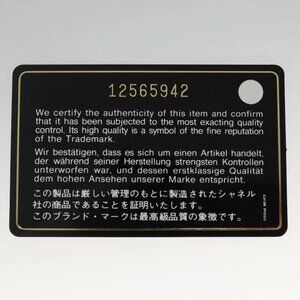 12565942
We certify the authenticity of this item and confirm
that it has been subjected to the most exacting quality
control. Its high quality is a symbol of the fine reputation
of the Trademark.
Wir bestätigen, dass es sich um einen Artikel handelt,
der während seiner Herstellung strengsten Kontrollen
unterworfen war, und dessen erstklassige Qualität
dem hohen Ansehen unserer Marke entspricht.
この製品は厳しい管理のもとに製造されたシャネル
社の商品であることを証明いたします。
このブランド・マークは最高級品質の象徴です。